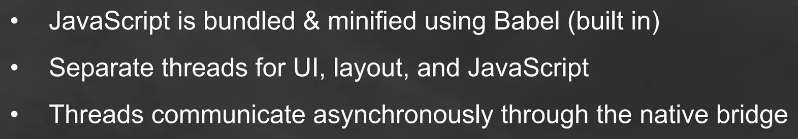 • JavaScript is bundled & minified using Babel (built in)
• Separate threads for UI, layout, and JavaScript
• Threads communicate asynchronously through the native bridge